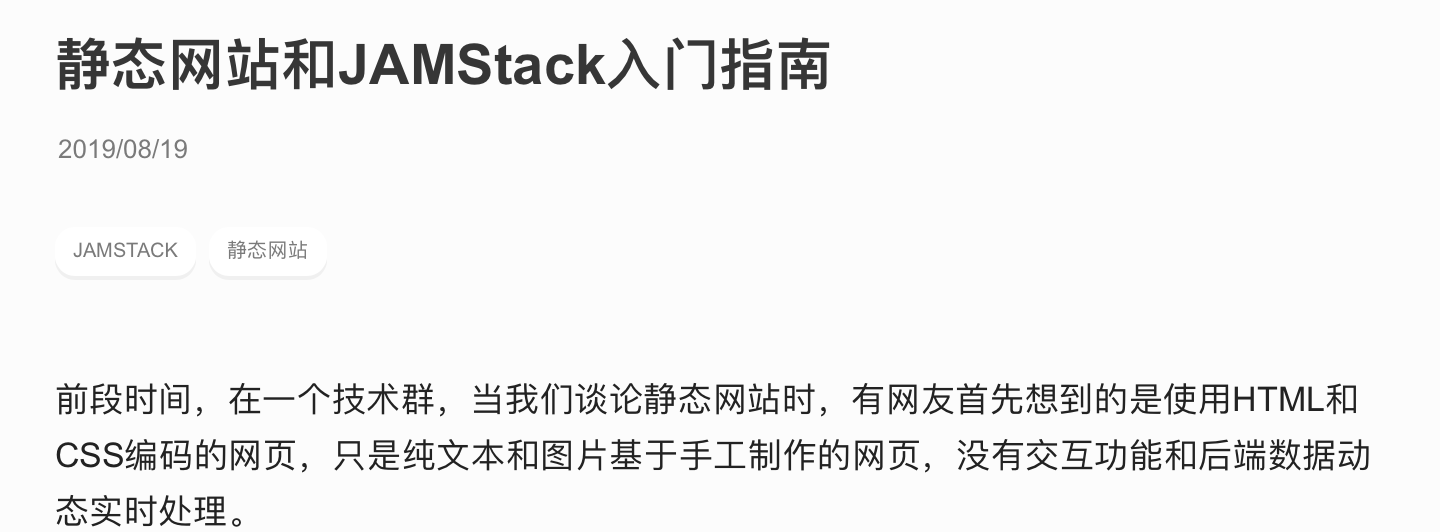 静态网站和JAMStack入门指南
2019/08/19
JAMSTACK 静态网站
前段时间，在一个技术群，当我们谈论静态网站时，有网友首先想到的是使用HTML和
CSS编码的网页，只是纯文本和图片基于手工制作的网页，没有交互功能和后端数据动
态实时处理。